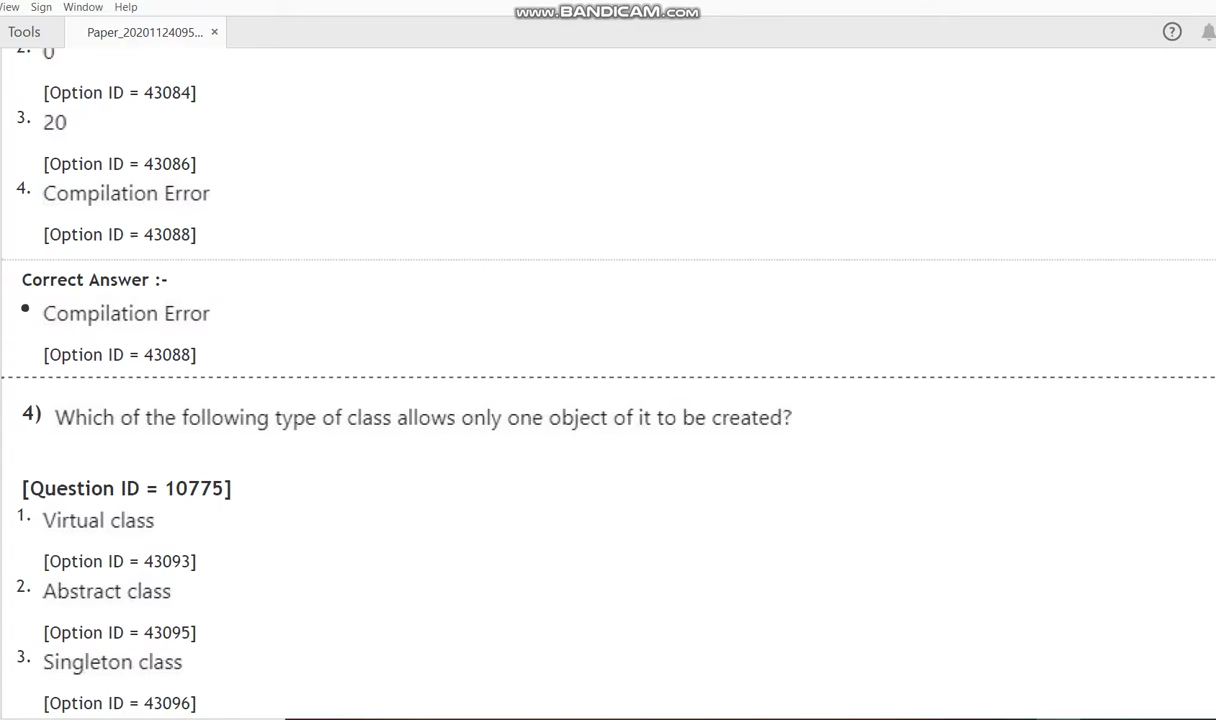 View Sign Window Help
www.BANDICAM.com
Tools Paper_20201124095... ×
2. 0
[Option ID = 43084]
3. 20
[Option ID = 43086]
4. Compilation Error
[Option ID = 43088]
Correct Answer :-
• Compilation Error
[Option ID = 43088]
4) Which of the following type of class allows only one object of it to be created?
[Question ID = 10775]
1. Virtual class
[Option ID = 43093]
2. Abstract class
[Option ID = 43095]
3. Singleton class
[Option ID = 43096]